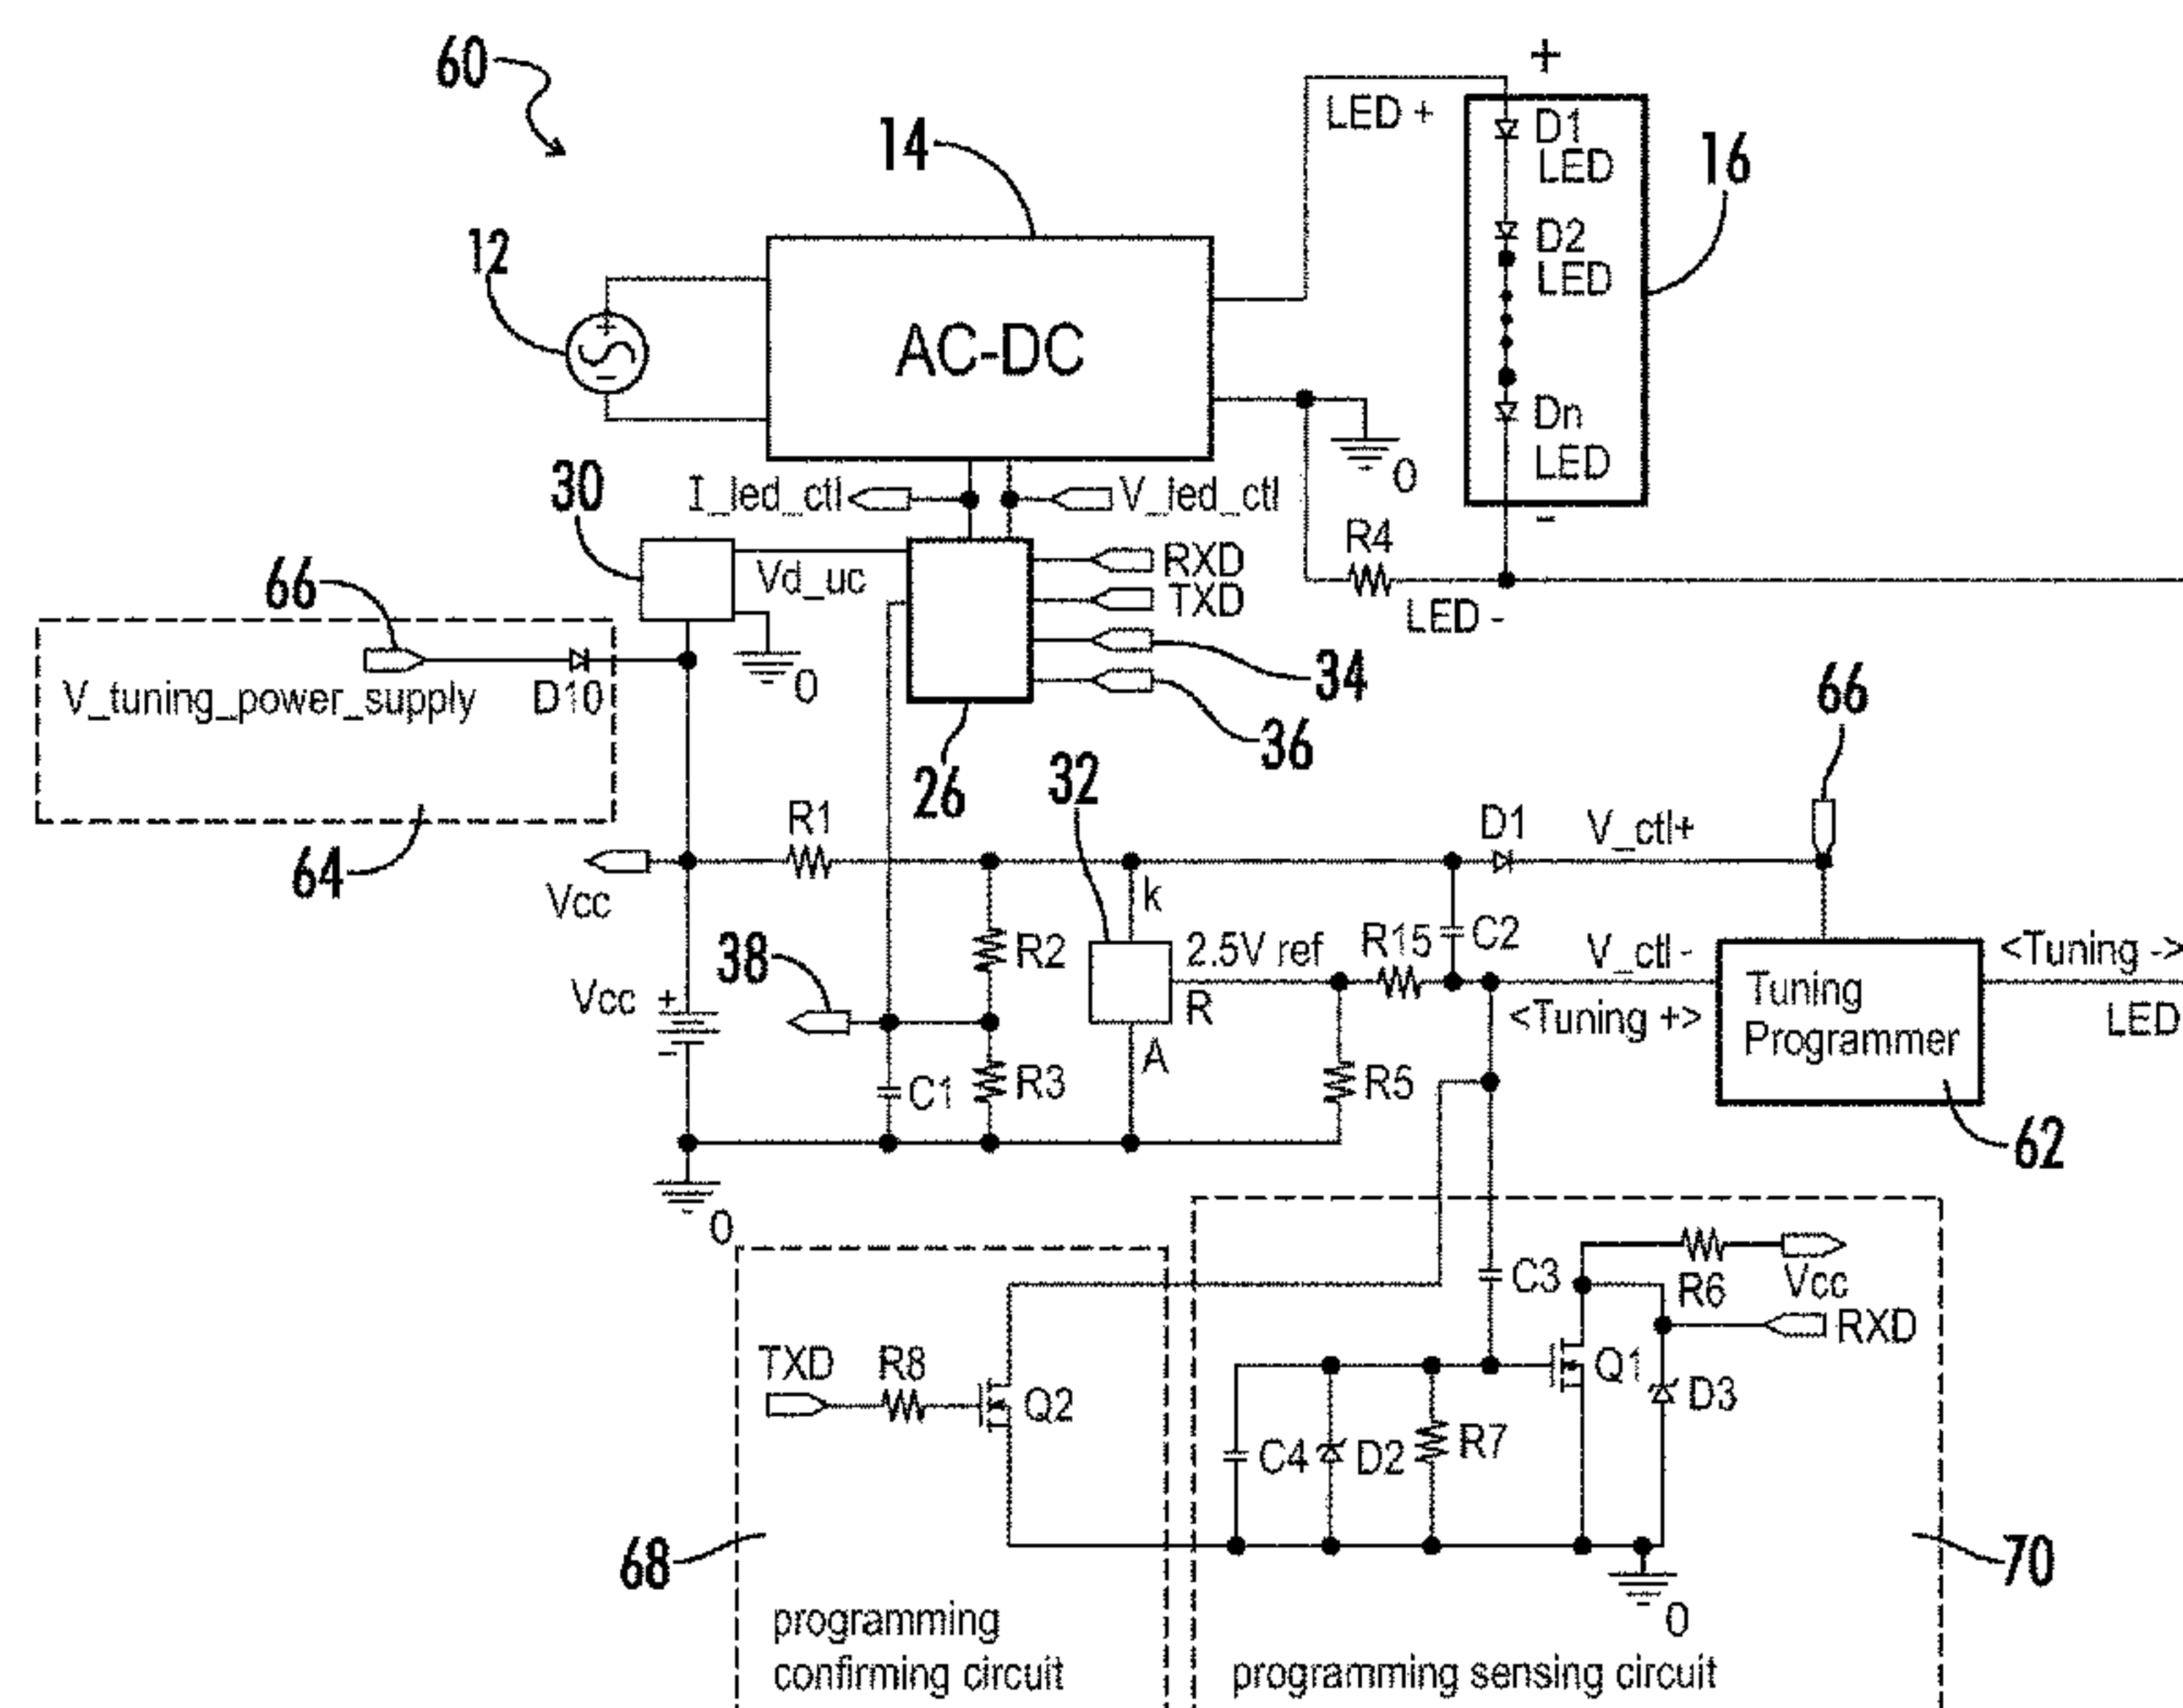 60
14
LED +
+
D1
LED
16
12
D2
LED
AC-DC
Dn
LED
-
0
30
I_led_ctl
V_led_ctl
R4
LED -
66
Vd_uc
RXD
TXD
34
36
V_tuning_power_supply
D10
0
26
32
66
64
R1
D1
V_ctl+
Vcc
k
38
R2
2.5V ref
R15
C2
V_ctl -
<Tuning ->
Vcc
+
-
R
<Tuning +>
Tuning
Programmer
LED
A
C1
R3
R5
62
0
C3
R6
Vcc
RXD
TXD
R8
Q2
Q1
D3
C4
D2
R7
68
70
0
programming
confirming circuit
programming sensing circuit